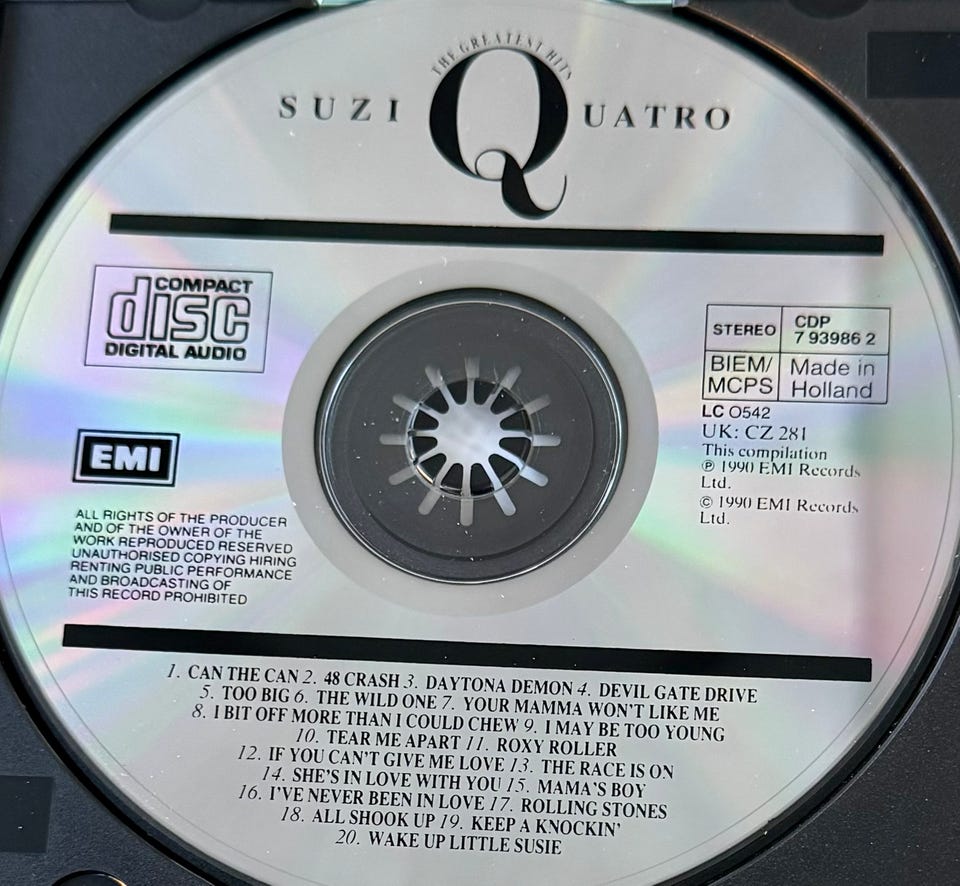 THE GREATEST HITS
SUZI QUATRO
COMPACT
disc
DIGITAL AUDIO
STEREO CDP
7 93986 2
BIEM/ Made in
MCPS Holland
LC 0542
UK: CZ 281
This compilation
℗ 1990 EMI Records
Ltd.
© 1990 EMI Records
Ltd.
EMI
ALL RIGHTS OF THE PRODUCER
AND OF THE OWNER OF THE
WORK REPRODUCED RESERVED
UNAUTHORISED COPYING HIRING
RENTING PUBLIC PERFORMANCE
AND BROADCASTING OF
THIS RECORD PROHIBITED
1. CAN THE CAN 2. 48 CRASH 3. DAYTONA DEMON 4. DEVIL GATE DRIVE
5. TOO BIG 6. THE WILD ONE 7. YOUR MAMMA WON'T LIKE ME
8. I BIT OFF MORE THAN I COULD CHEW 9. I MAY BE TOO YOUNG
10. TEAR ME APART 11. ROXY ROLLER
12. IF YOU CAN'T GIVE ME LOVE 13. THE RACE IS ON
14. SHE'S IN LOVE WITH YOU 15. MAMA'S BOY
16. I'VE NEVER BEEN IN LOVE 17. ROLLING STONES
18. ALL SHOOK UP 19. KEEP A KNOCKIN'
20. WAKE UP LITTLE SUSIE